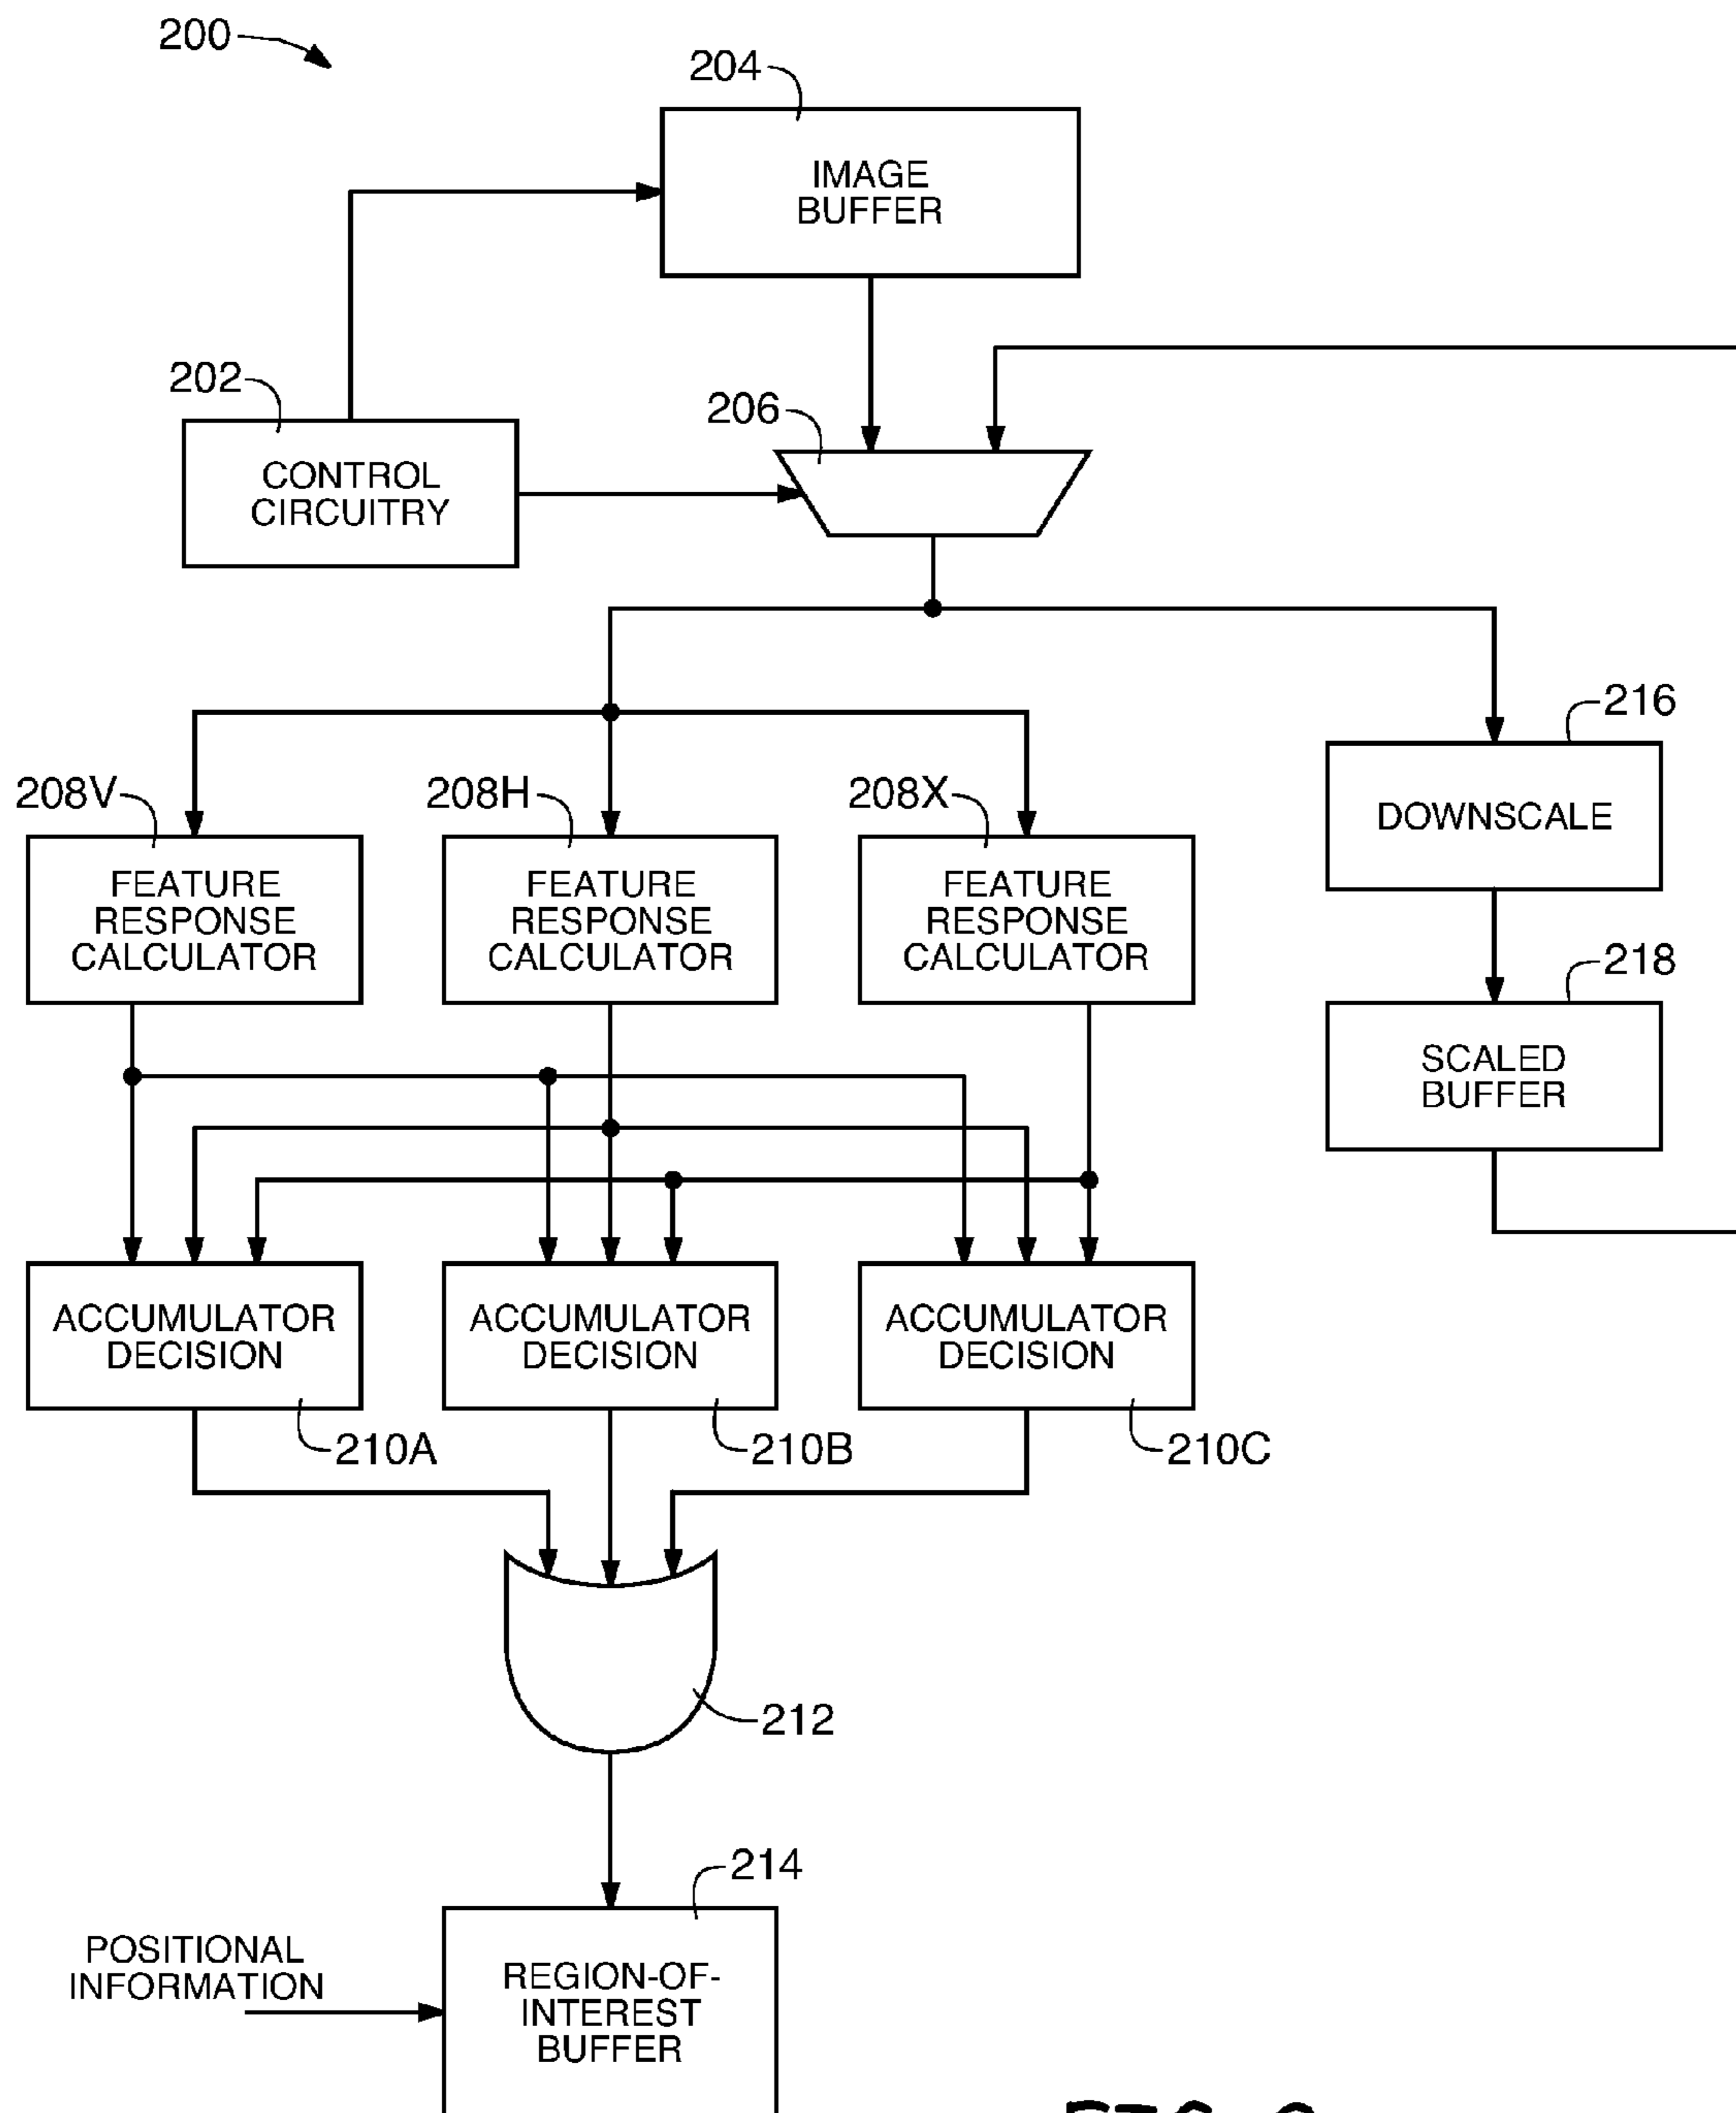 200
204
IMAGE
BUFFER
202
206
CONTROL
CIRCUITRY
216
208V
208H
208X
DOWNSCALE
FEATURE
RESPONSE
CALCULATOR
FEATURE
RESPONSE
CALCULATOR
FEATURE
RESPONSE
CALCULATOR
218
SCALED
BUFFER
ACCUMULATOR
DECISION
ACCUMULATOR
DECISION
ACCUMULATOR
DECISION
210A
210B
210C
212
214
POSITIONAL
INFORMATION
REGION-OF-
INTEREST
BUFFER